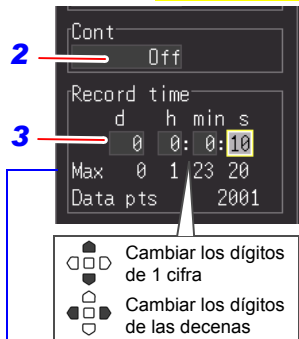 Cont
2
Off
Record time
d h min s
3
0 0: 0:10
Max 0 1 23 20
Data pts 2001
Cambiar los dígitos
de 1 cifra
Cambiar los dígitos
de las decenas